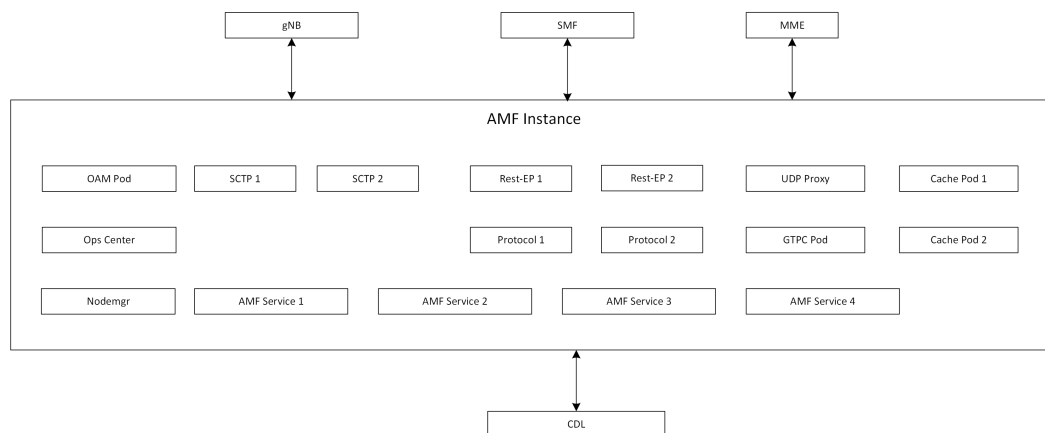 gNB
SMF
MME
AMF Instance
OAM Pod
SCTP 1
SCTP 2
Rest-EP 1
Rest-EP 2
UDP Proxy
Cache Pod 1
Ops Center
Protocol 1
Protocol 2
GTPC Pod
Cache Pod 2
Nodemgr
AMF Service 1
AMF Service 2
AMF Service 3
AMF Service 4
CDL